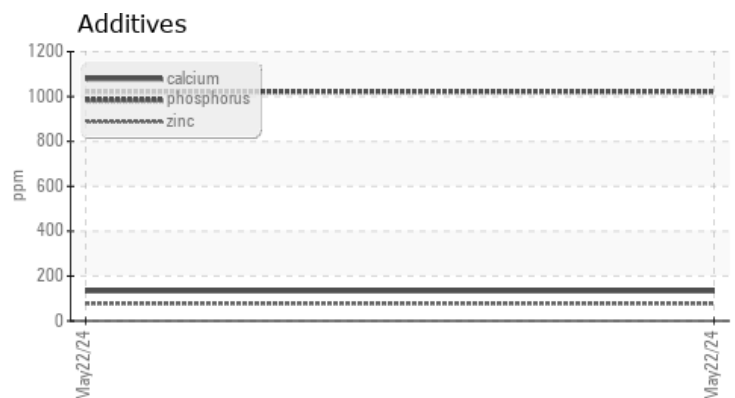 Additives
1200
1000
800
600
400
200
0
ppm
calcium
phosphorus
zinc
May22/24
May22/24